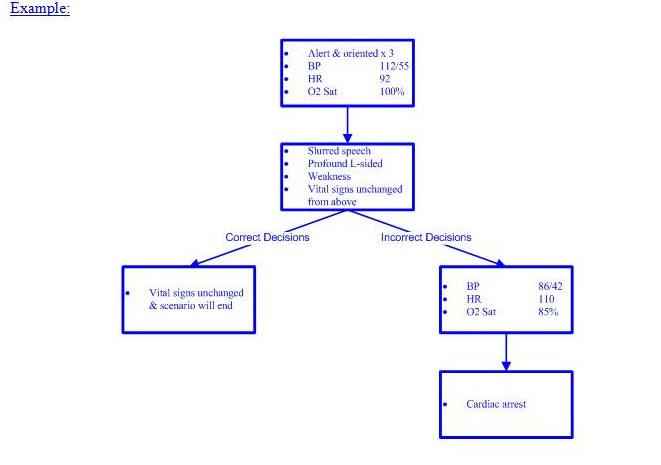 Example:
• Alert & oriented x 3
• BP 112/55
• HR 92
• O2 Sat 100%
• Slurred speech
• Profound L-sided
• Weakness
• Vital signs unchanged
from above
Correct Decisions
Incorrect Decisions
• Vital signs unchanged
& scenario will end
• BP 86/42
• HR 110
• O2 Sat 85%
• Cardiac arrest